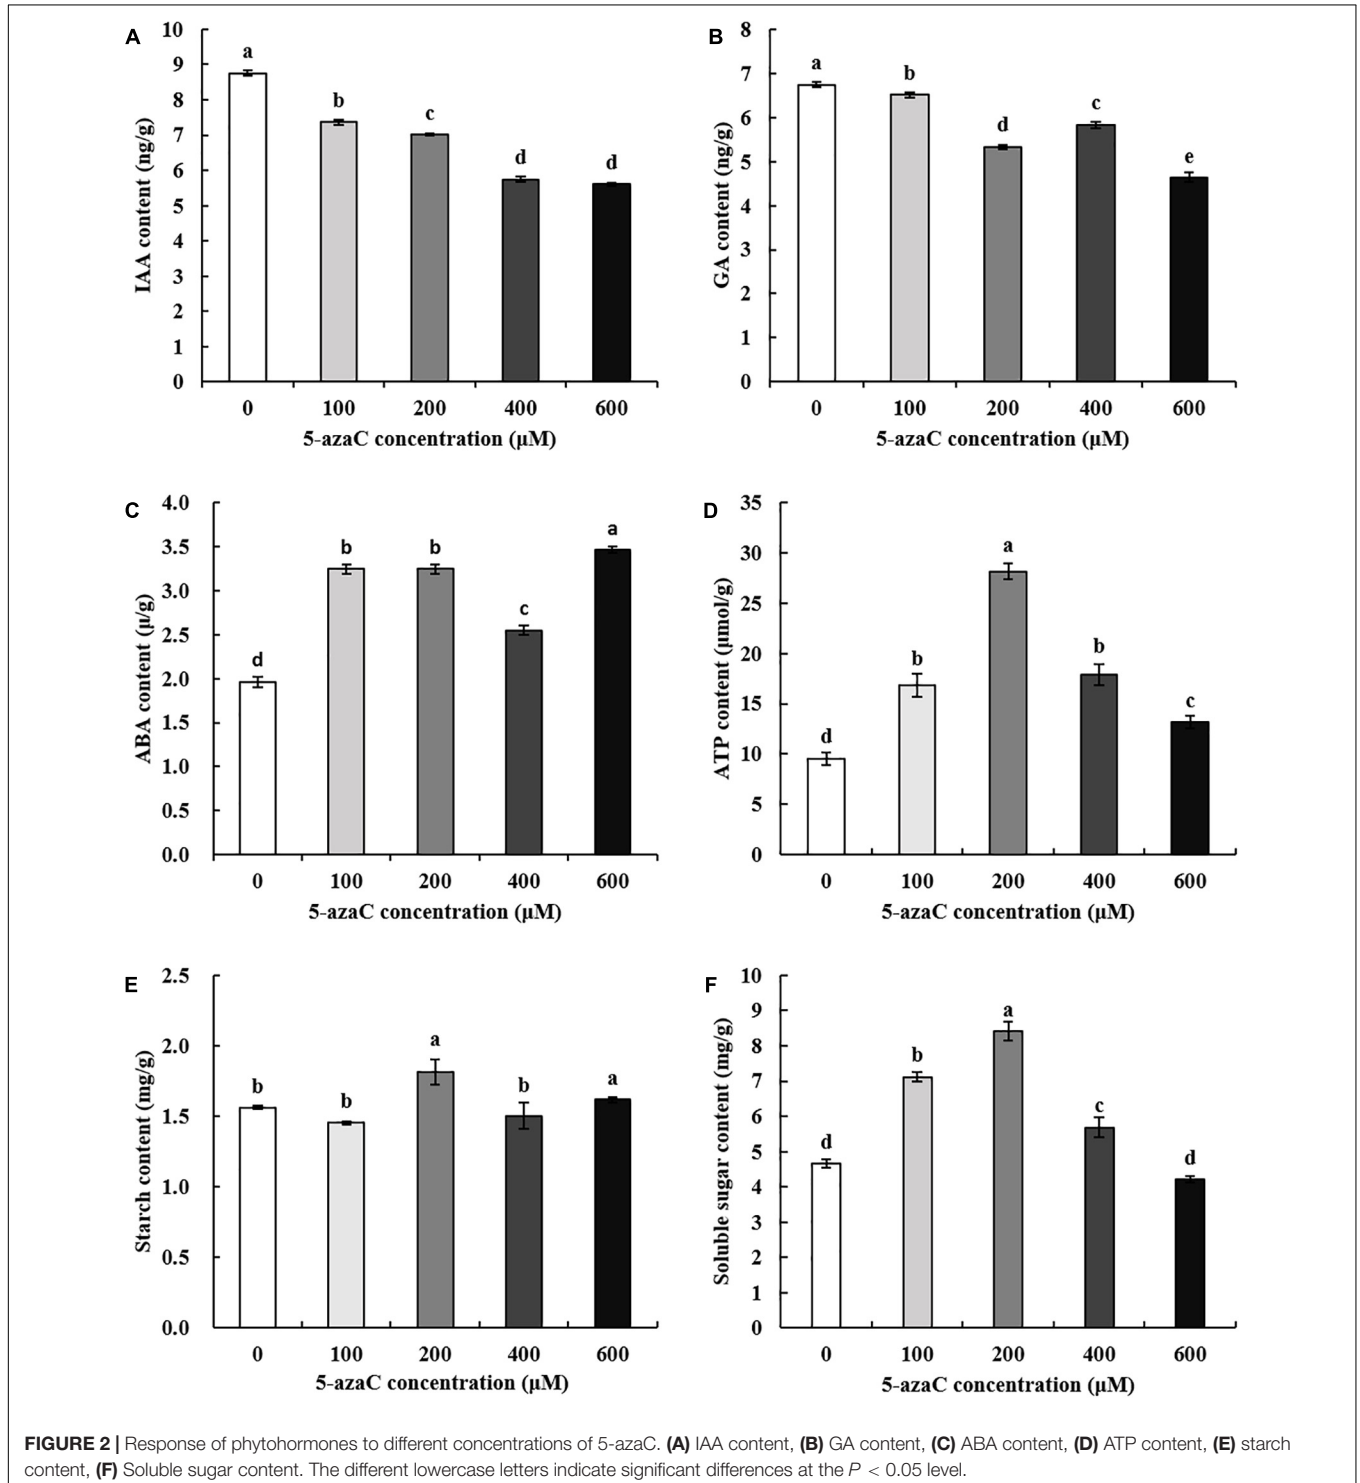 A
IAA content (ng/g)
10
9
8
7
6
5
4
3
2
1
0
a
b
c
d
d
0 100 200 400 600
5-azaC concentration (µM)
B
GA content (ng/g)
8
7
6
5
4
3
2
1
0
a
b
d
c
e
0 100 200 400 600
5-azaC concentration (µM)
C
ABA content (µ/g)
4.0
3.5
3.0
2.5
2.0
1.5
1.0
0.5
0.0
d
b
b
c
a
0 100 200 400 600
5-azaC concentration (µM)
D
ATP content (µmol/g)
35
30
25
20
15
10
5
0
d
b
a
b
c
0 100 200 400 600
5-azaC concentration (µM)
E
Starch content (mg/g)
2.5
2.0
1.5
1.0
0.5
0.0
b
b
a
b
a
0 100 200 400 600
5-azaC concentration (µM)
F
Soluble sugar content (mg/g)
10
9
8
7
6
5
4
3
2
1
0
d
b
a
c
d
0 100 200 400 600
5-azaC concentration (µM)
FIGURE 2 | Response of phytohormones to different concentrations of 5-azaC. (A) IAA content, (B) GA content, (C) ABA content, (D) ATP content, (E) starch
content, (F) Soluble sugar content. The different lowercase letters indicate significant differences at the P < 0.05 level.